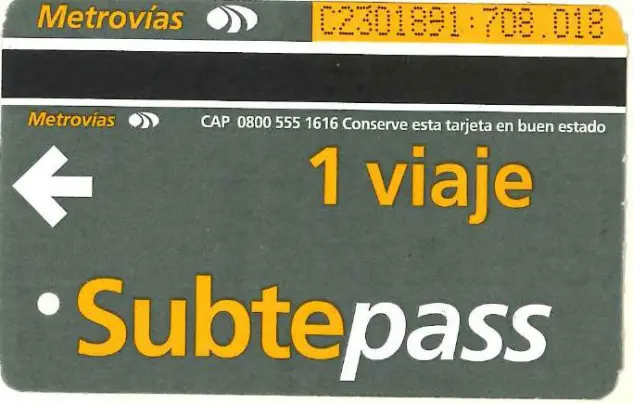 Metrovías C2301891:708.018
Metrovías CAP 0800 555 1616 Conserve esta tarjeta en buen estado
1 viaje
Subtepass